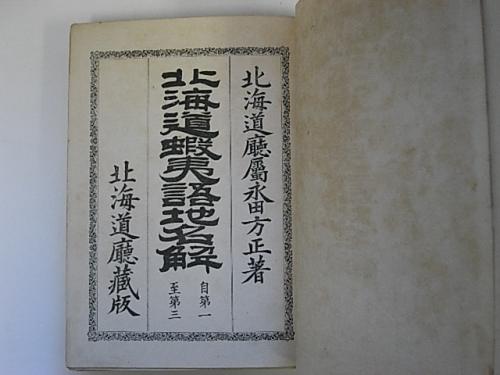 北海道廳屬永田方正著
北海道蝦夷語地名解
自第一
至第三
北海道廳藏版